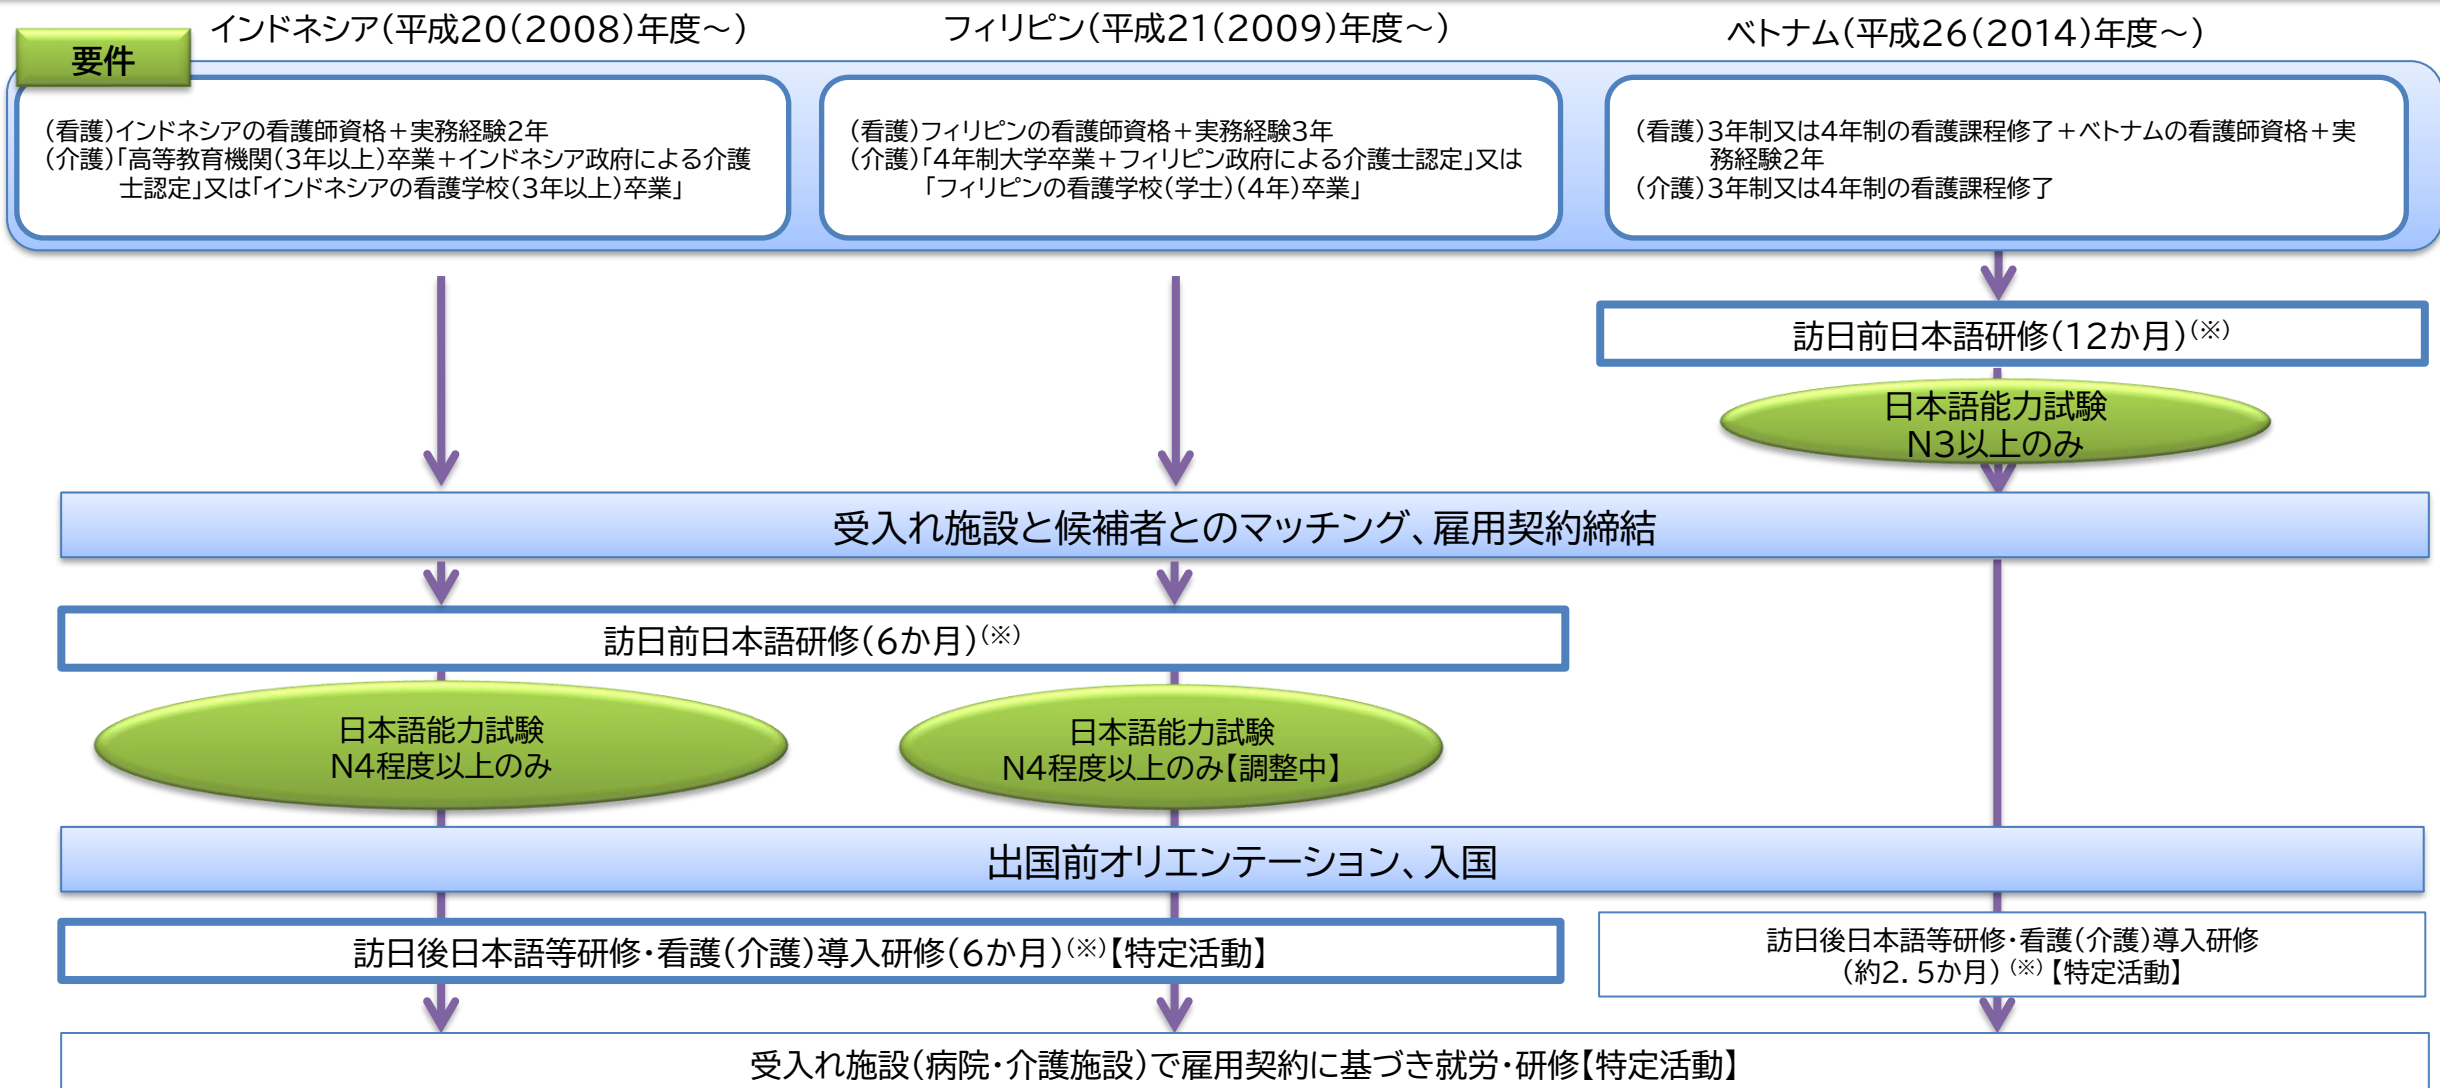 インドネシア(平成20(2008)年度～)
フィリピン(平成21(2009)年度～)
ベトナム(平成26(2014)年度～)
要件
(看護)インドネシアの看護師資格＋実務経験2年
(介護)「高等教育機関(3年以上)卒業＋インドネシア政府による介護
士認定」又は「インドネシアの看護学校(3年以上)卒業」
(看護)フィリピンの看護師資格＋実務経験3年
(介護)「4年制大学卒業＋フィリピン政府による介護士認定」又は
「フィリピンの看護学校(学士)(4年)卒業」
(看護)3年制又は4年制の看護課程修了＋ベトナムの看護師資格＋実
務経験2年
(介護)3年制又は4年制の看護課程修了
訪日前日本語研修(12か月)(※)
日本語能力試験
N3以上のみ
受入れ施設と候補者とのマッチング、雇用契約締結
訪日前日本語研修(6か月)(※)
日本語能力試験
N4程度以上のみ
日本語能力試験
N4程度以上のみ【調整中】
出国前オリエンテーション、入国
訪日後日本語等研修・看護(介護)導入研修(6か月)(※)【特定活動】
訪日後日本語等研修・看護(介護)導入研修
(約2．5か月)(※)【特定活動】
受入れ施設(病院・介護施設)で雇用契約に基づき就労・研修【特定活動】